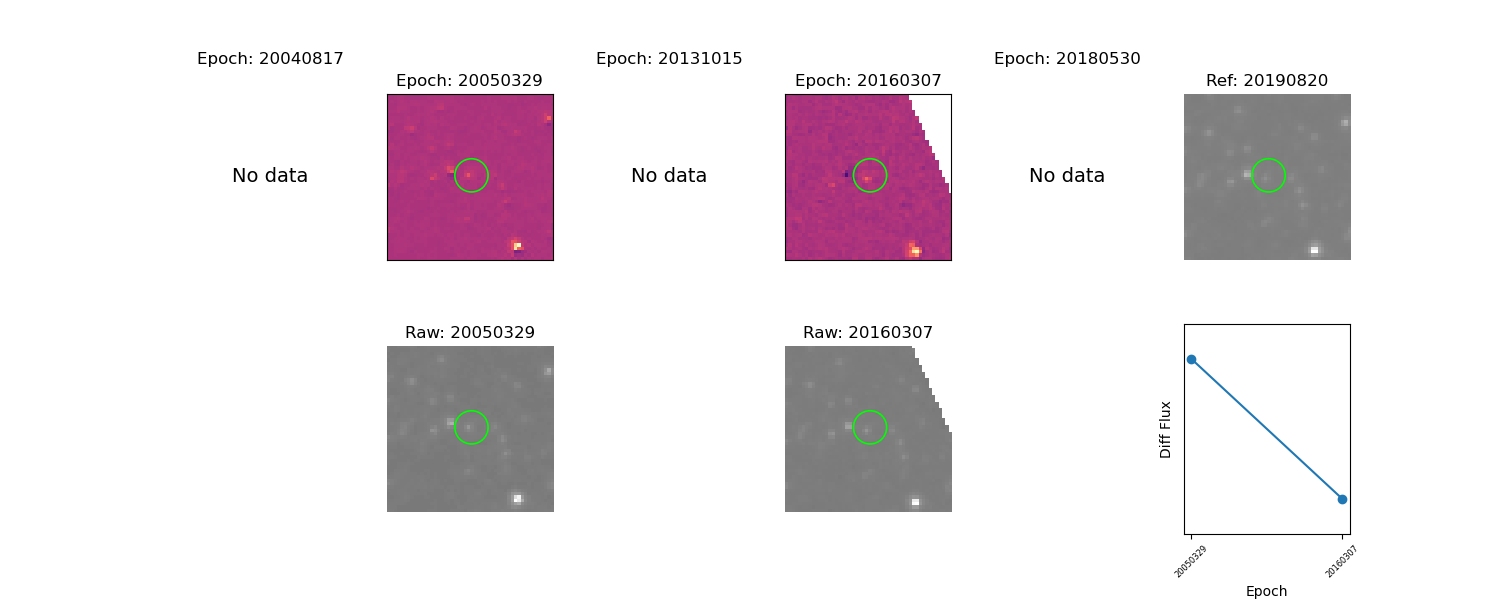 Epoch: 20040817
Epoch: 20131015
Epoch: 20180530
Epoch: 20050329
Epoch: 20160307
Ref: 20190820
No data
No data
No data
Raw: 20050329
Raw: 20160307
Diff Flux
20050329
20160307
Epoch